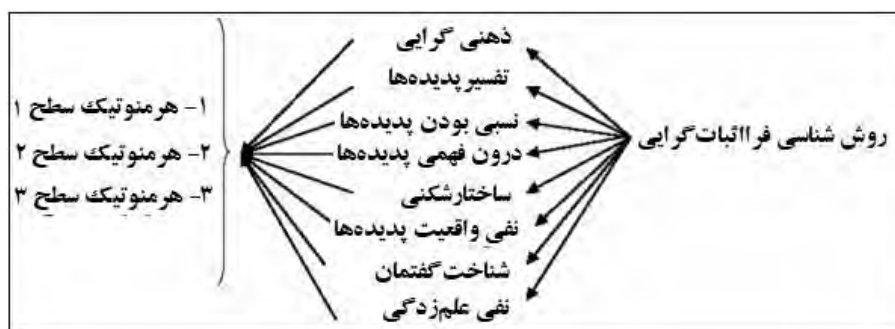 روش شناسی فرااثبات‌گرایی
ذهنی گرایی
تفسیر پدیده‌ها
نسبی بودن پدیده‌ها
درون فهمی پدیده‌ها
ساختارشکنی
نفی واقعیت پدیده‌ها
شناخت گفتمان
نفی علم‌زدگی
۱- هرمنوتیک سطح ۱
۲- هرمنوتیک سطح ۲
۳- هرمنوتیک سطح ۳